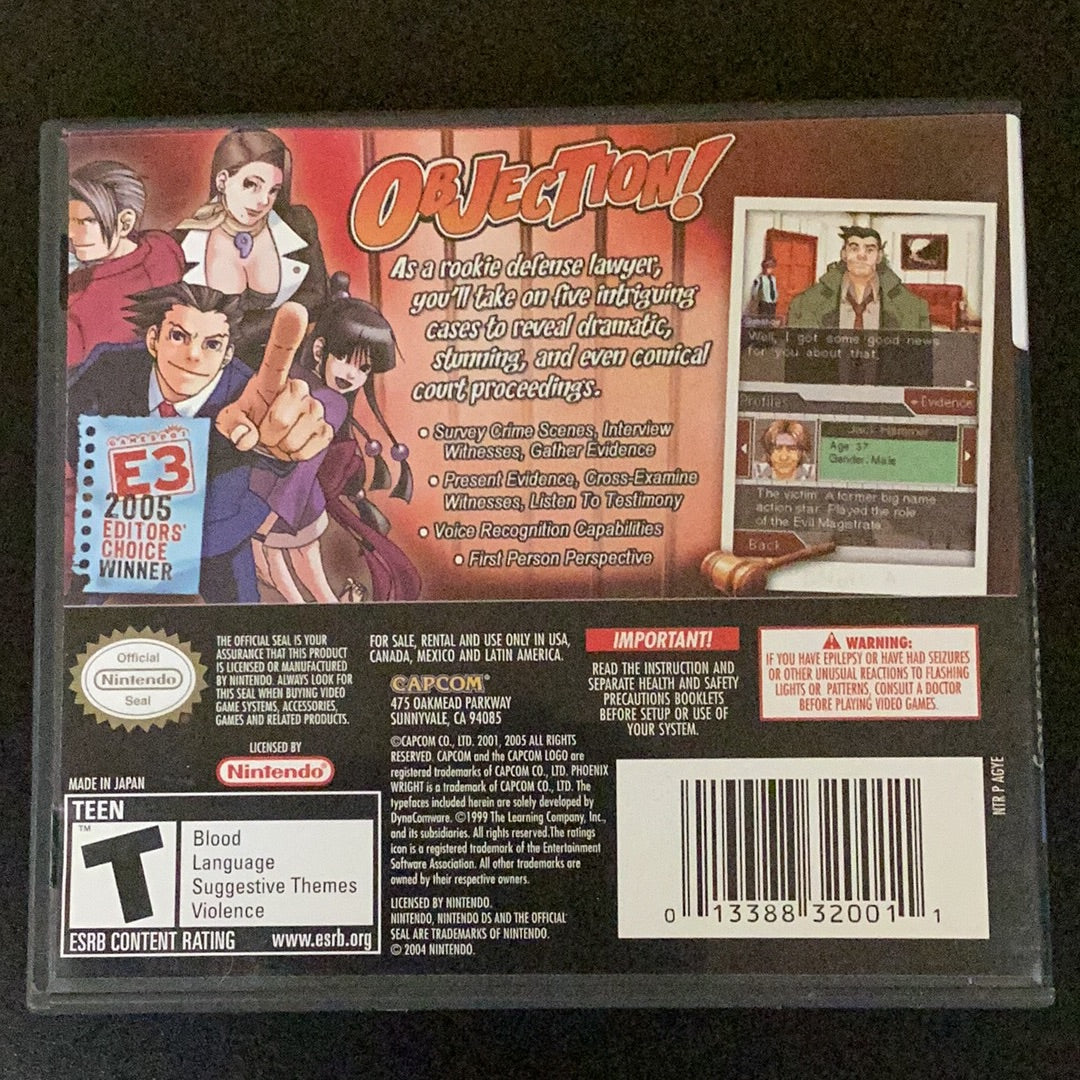 OBJECTION!
As a rookie defense lawyer,
you'll take on five intriguing
cases to reveal dramatic,
stunning, and even comical
court proceedings.
• Survey Crime Scenes, Interview
Witnesses, Gather Evidence
• Present Evidence, Cross-Examine
Witnesses, Listen To Testimony
• Voice Recognition Capabilities
• First Person Perspective
GAMESPOT
E3
2005
EDITORS'
CHOICE
WINNER
Gumshoe
Well, I got some good news
for you about that.
Profiles
Evidence
Jack Hammer
Age: 37
Gender: Male
The victim. A former big name
action star. Played the role
of the Evil Magistrate.
Back
Official
Nintendo
Seal
THE OFFICIAL SEAL IS YOUR
ASSURANCE THAT THIS PRODUCT
IS LICENSED OR MANUFACTURED
BY NINTENDO. ALWAYS LOOK FOR
THIS SEAL WHEN BUYING VIDEO
GAME SYSTEMS, ACCESSORIES,
GAMES AND RELATED PRODUCTS.
LICENSED BY
Nintendo®
MADE IN JAPAN
TEEN
T
TM
Blood
Language
Suggestive Themes
Violence
ESRB CONTENT RATING www.esrb.org
FOR SALE, RENTAL AND USE ONLY IN USA,
CANADA, MEXICO AND LATIN AMERICA.
CAPCOM®
475 OAKMEAD PARKWAY
SUNNYVALE, CA 94085
©CAPCOM CO., LTD. 2001, 2005 ALL RIGHTS
RESERVED. CAPCOM and the CAPCOM LOGO are
registered trademarks of CAPCOM CO., LTD. PHOENIX
WRIGHT is a trademark of CAPCOM CO., LTD. The
typefaces included herein are solely developed by
DynaComware. ©1999 The Learning Company, Inc.,
and its subsidiaries. All rights reserved.The ratings
icon is a registered trademark of the Entertainment
Software Association. All other trademarks are
owned by their respective owners.
LICENSED BY NINTENDO.
NINTENDO, NINTENDO DS AND THE OFFICIAL
SEAL ARE TRADEMARKS OF NINTENDO.
© 2004 NINTENDO.
IMPORTANT!
READ THE INSTRUCTION AND
SEPARATE HEALTH AND SAFETY
PRECAUTIONS BOOKLETS
BEFORE SETUP OR USE OF
YOUR SYSTEM.
WARNING:
IF YOU HAVE EPILEPSY OR HAVE HAD SEIZURES
OR OTHER UNUSUAL REACTIONS TO FLASHING
LIGHTS OR PATTERNS, CONSULT A DOCTOR
BEFORE PLAYING VIDEO GAMES.
NTR P AGYE
0 13388 32001 1